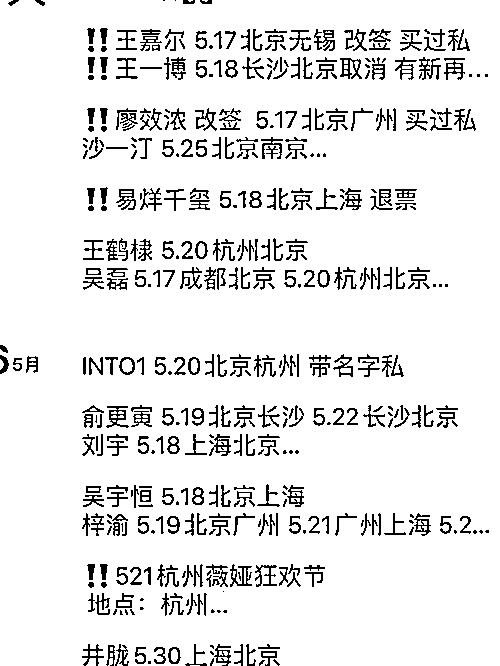 !! 王嘉尔 5.17北京无锡 改签 买过私
!! 王一博 5.18长沙北京取消 有新再...
!! 廖效浓 改签 5.17北京广州 买过私
沙一汀 5.25北京南京...
!! 易烊千玺 5.18北京上海 退票
王鹤棣 5.20杭州北京
吴磊5.17成都北京 5.20杭州北京...
5月
INTO1 5.20北京杭州 带名字私
俞更寅 5.19北京长沙 5.22长沙北京
刘宇 5.18上海北京...
吴宇恒 5.18北京上海
梓渝 5.19北京广州 5.21广州上海 5.2...
!! 521杭州薇娅狂欢节
地点：杭州...
井胧5.30上海北京